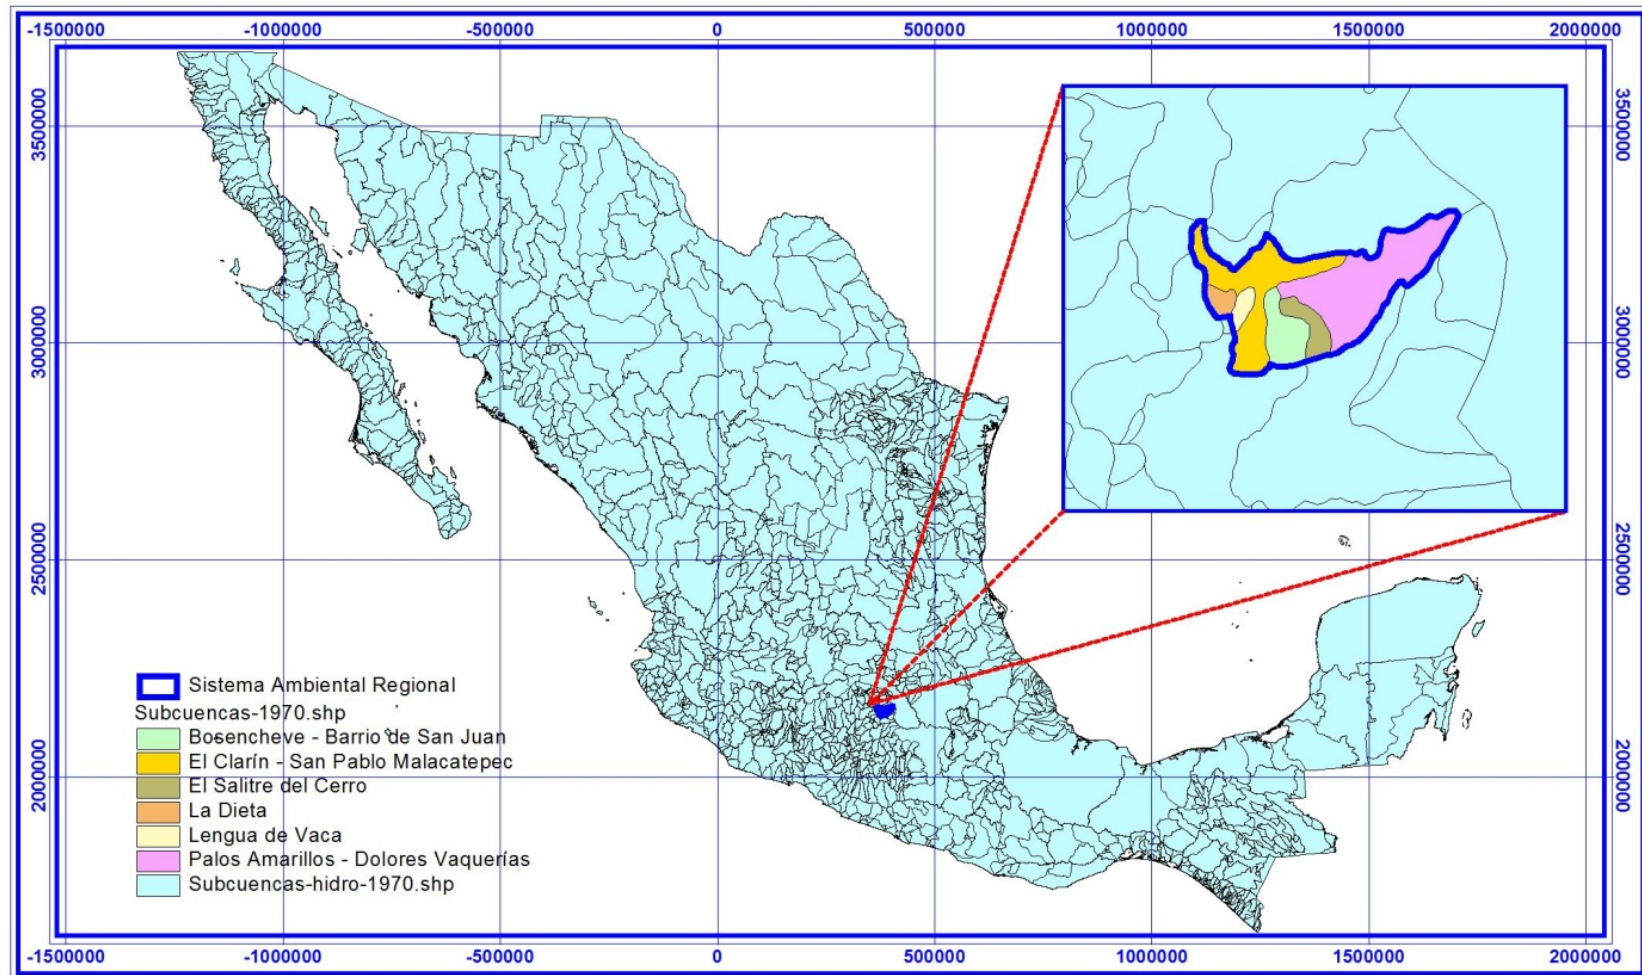 -1500000 -1000000 -500000 0 500000 1000000 1500000 2000000
3500000 3500000
3000000 3000000
2500000 2500000
2000000 2000000
Sistema Ambiental Regional
Subcuencas-1970.shp
Bosencheve - Barrio de San Juan
El Clarín - San Pablo Malacatepec
El Salitre del Cerro
La Dieta
Lengua de Vaca
Palos Amarillos - Dolores Vaquerías
Subcuencas-hidro-1970.shp
-1500000 -1000000 -500000 0 500000 1000000 1500000 2000000